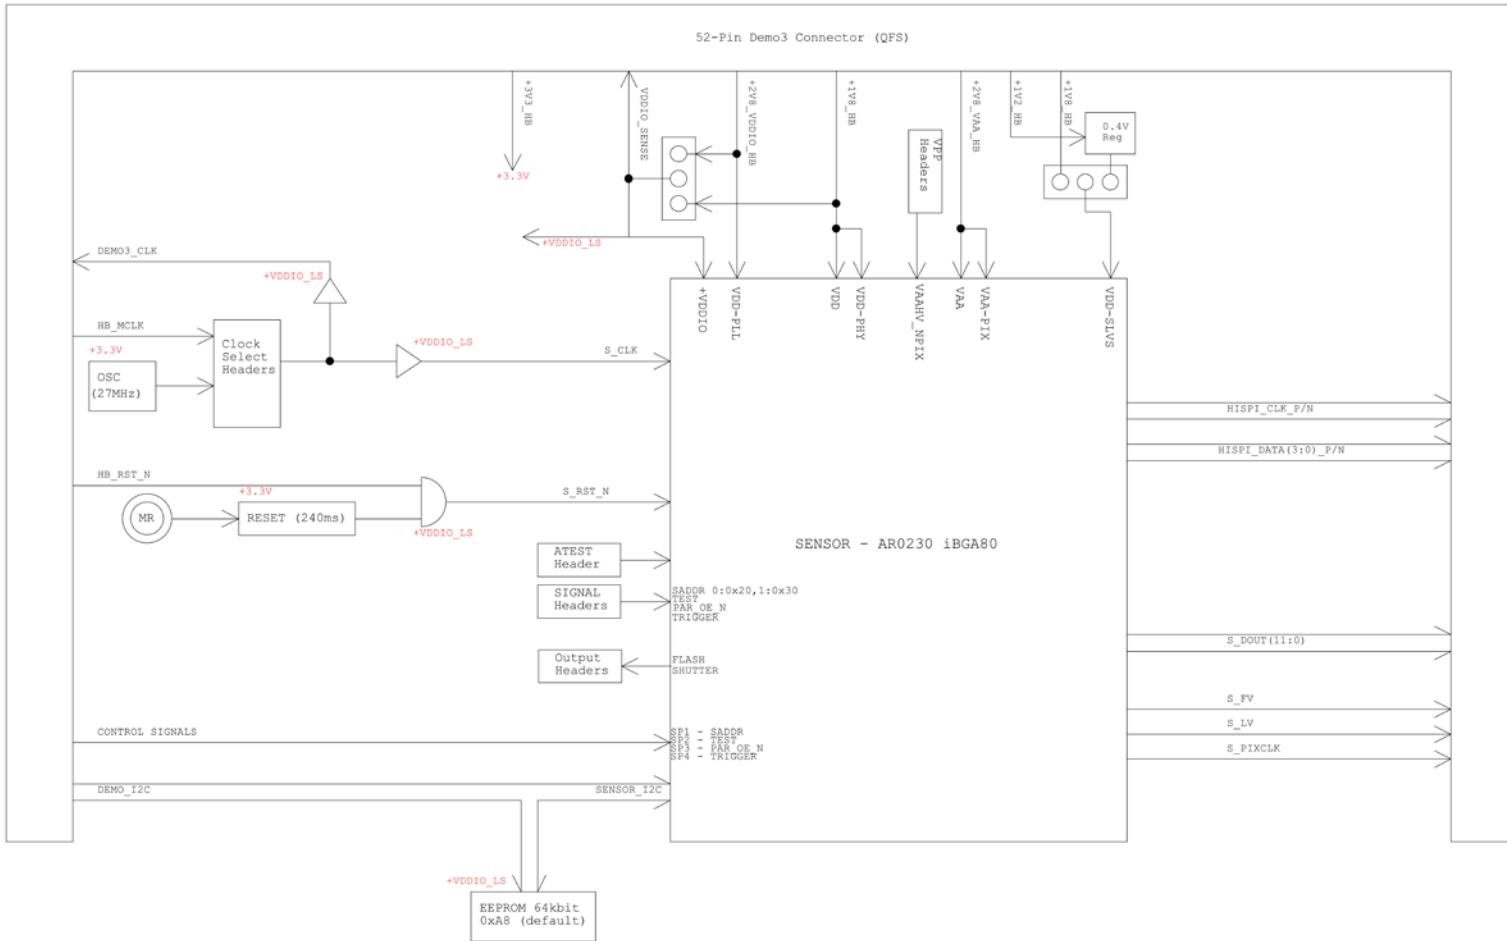 52-Pin Demo3 Connector (QFS)
+3V3_HB
VDDIO_SENSE
+2V8_VDDIO_HB
+1V8_HB
+2V8_VAA_HB
+1V2_HB
+1V8_HB
0.4V
Reg
VPP
Headers
+3.3V
+VDDIO_LS
DEMO3_CLK
+VDDIO_LS
+VDDIO
VDD-PLL
VDD
VDD-PHY
VAAHV_NPIX
VAA
VAA-PIX
VDD-SLVS
HB_MCLK
+3.3V
OSC
(27MHz)
Clock
Select
Headers
+VDDIO_LS
S_CLK
HISPI_CLK_P/N
HISPI_DATA(3:0)_P/N
HB_RST_N
+3.3V
MR
RESET (240ms)
+VDDIO_LS
S_RST_N
SENSOR - AR0230 iBGA80
ATEST
Header
SIGNAL
Headers
SADDR 0:0x20,1:0x30
TEST
PAR_OE_N
TRIGGER
Output
Headers
FLASH
SHUTTER
S_DOUT(11:0)
S_FV
S_LV
S_PIXCLK
CONTROL SIGNALS
SP1 - SADDR
SP2 - TEST
SP3 - PAR_OE_N
SP4 - TRIGGER
DEMO_I2C
SENSOR_I2C
+VDDIO_LS
EEPROM 64kbit
0xA8 (default)